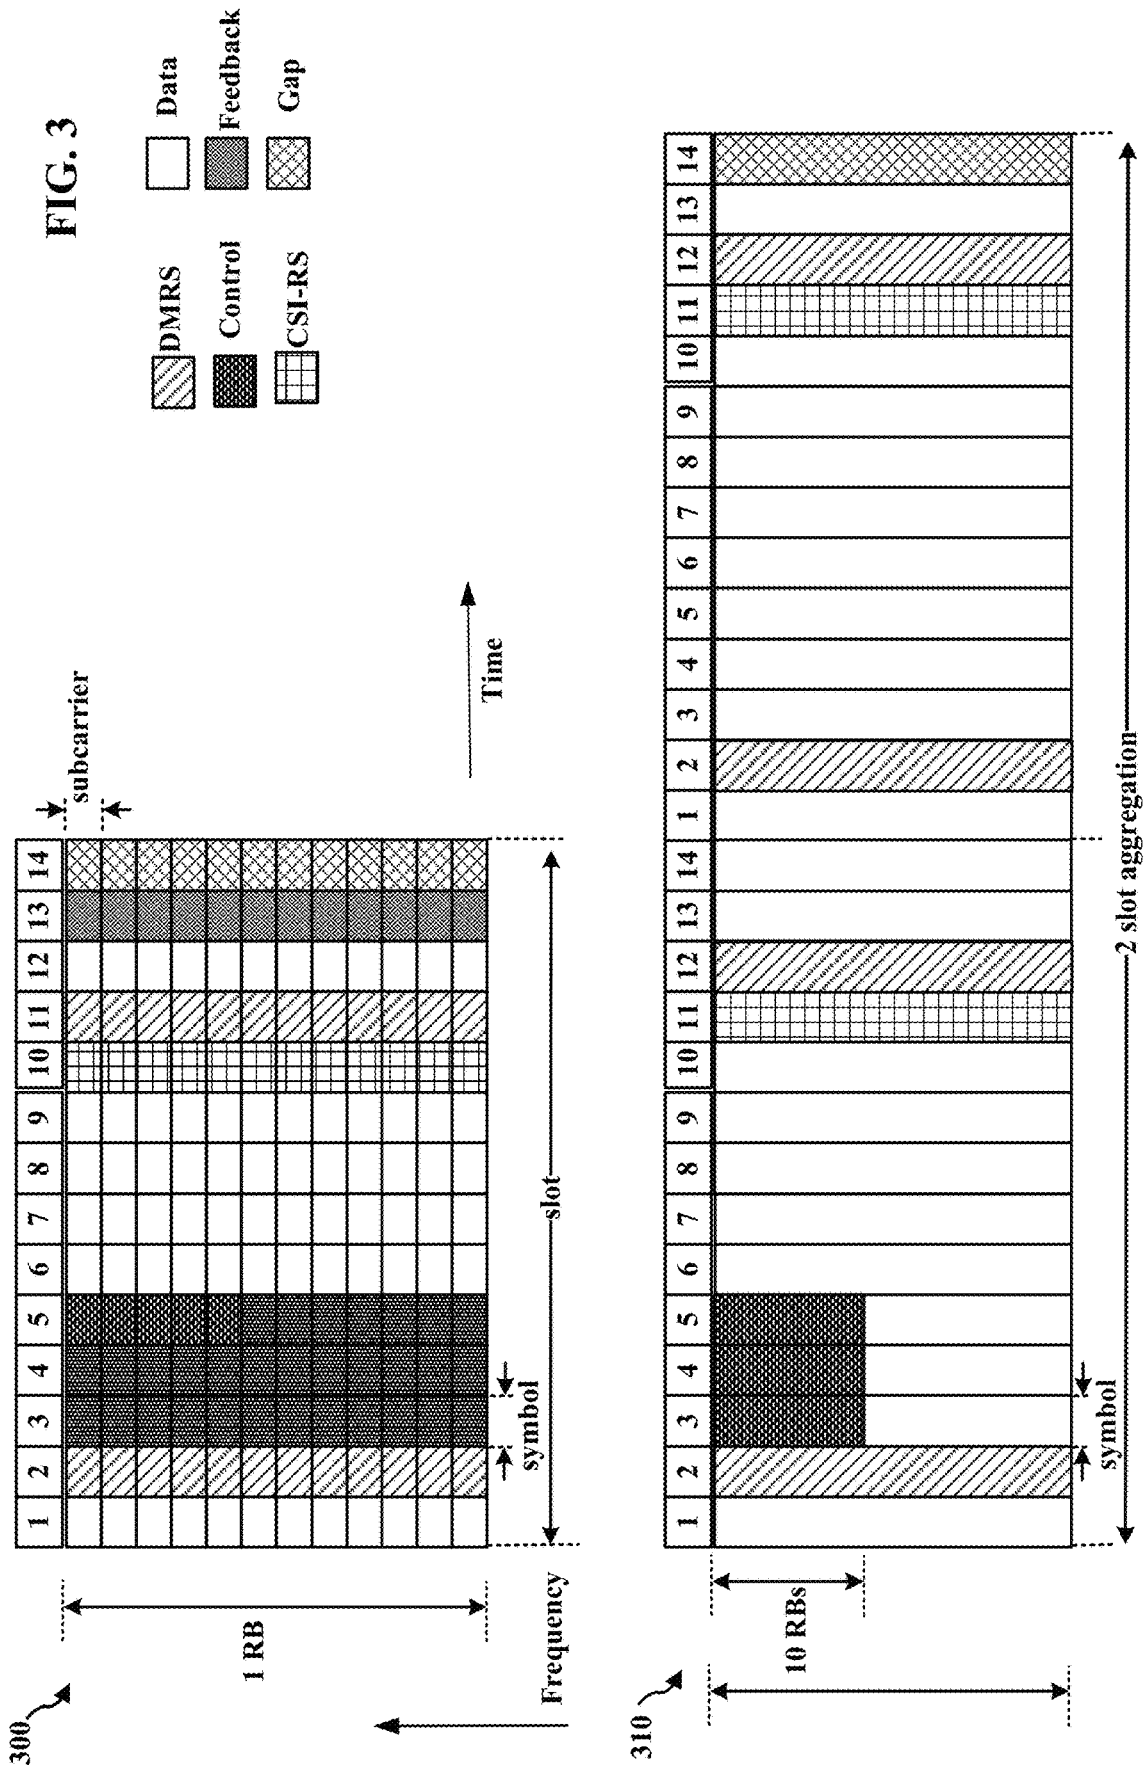 FIG. 3
DMRS
Data
Control
Feedback
CSI-RS
Gap
300
1 2 3 4 5 6 7 8 9 10 11 12 13 14
subcarrier
1 RB
symbol
slot
Frequency
Time
310
1 2 3 4 5 6 7 8 9 10 11 12 13 14 1 2 3 4 5 6 7 8 9 10 11 12 13 14
10 RBs
symbol
2 slot aggregation